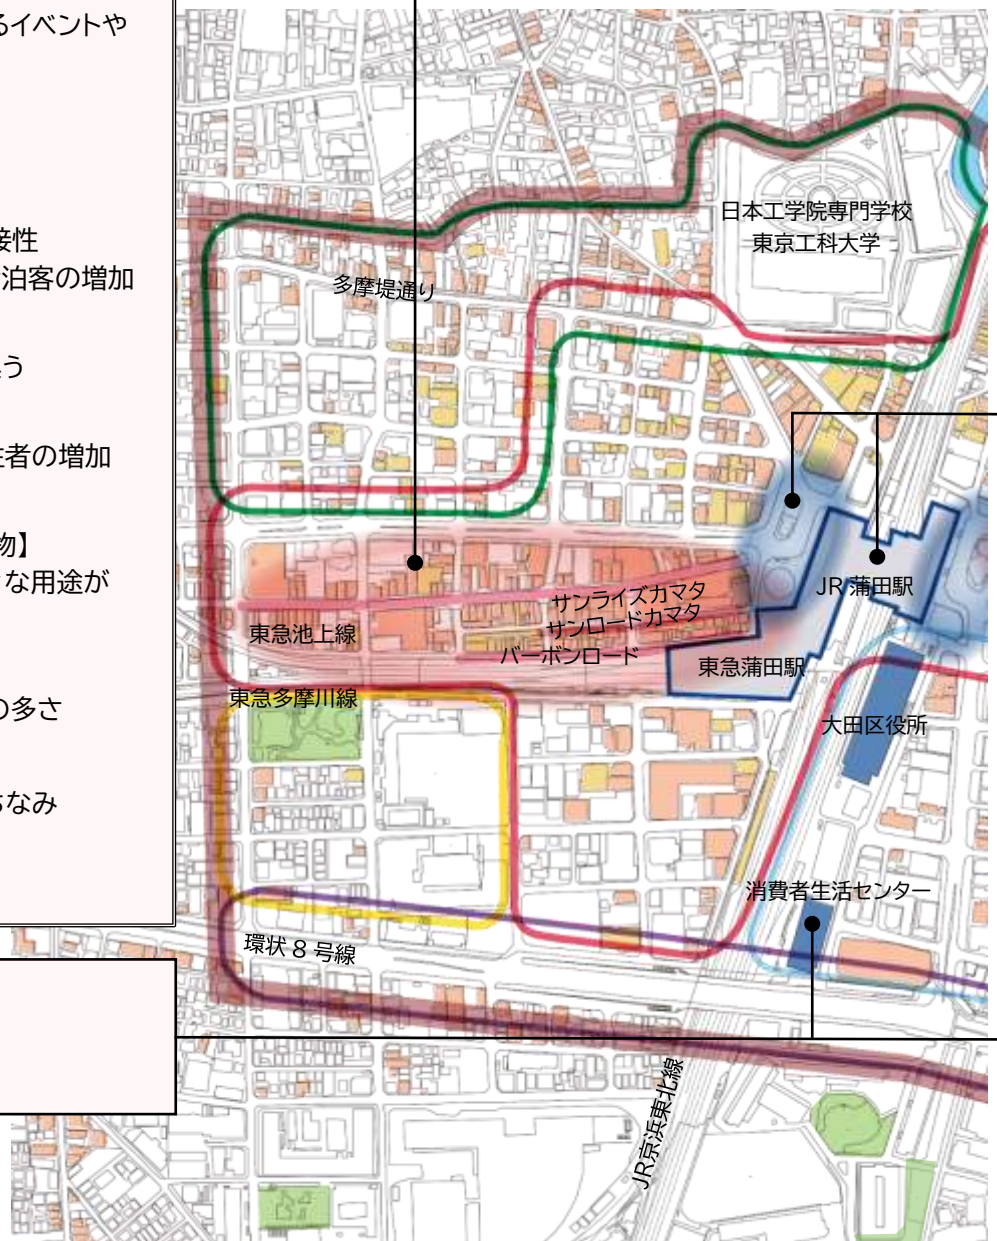 るイベントや
接性
泊客の増加
う
住者の増加
物】
な用途が
の多さ
ちなみ
日本工学院専門学校
東京工科大学
多摩堤通り
サンライズカマタ
サンロードカマタ
バーボンロード
JR 蒲田駅
東急蒲田駅
東急池上線
東急多摩川線
大田区役所
消費者生活センター
環状 8 号線
JR京浜東北線